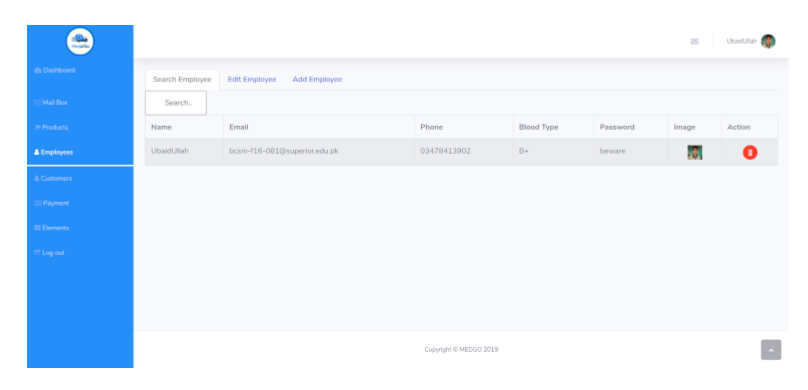 MedGo
UbaidUllah
Dashboard
Mail Box
Products
Employees
Customers
Payment
Elements
Log out
Search Employee Edit Employee Add Employee
Search..
Name Email Phone Blood Type Password Image Action
UbaidUllah bcsm-f16-081@superior.edu.pk 03478413902 B+ beware
Copyright © MEDGO 2019